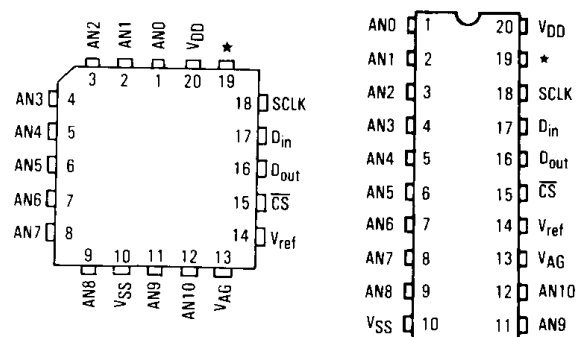 AN2 AN1 AN0 VDD ★
3 2 1 20 19
AN3 4 18 SCLK
AN4 5 17 Din
AN5 6 16 Dout
AN6 7 15 C̅S̅
AN7 8 14 Vref
9 10 11 12 13
AN8 VSS AN9 AN10 VAG
AN0 1 20 VDD
AN1 2 19 ★
AN2 3 18 SCLK
AN3 4 17 Din
AN4 5 16 Dout
AN5 6 15 C̅S̅
AN6 7 14 Vref
AN7 8 13 VAG
AN8 9 12 AN10
VSS 10 11 AN9